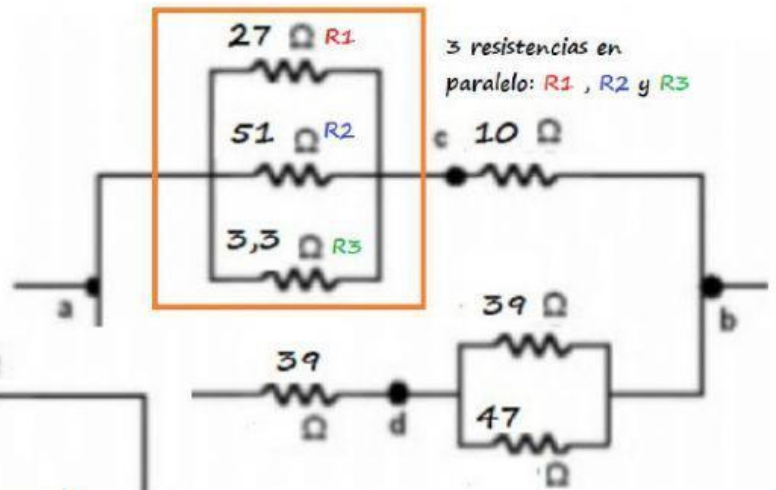 27 Ω R1
3 resistencias en
paralelo: R1 , R2 y R3
51 Ω R2
c 10 Ω
3,3 Ω R3
a
39 Ω
b
39
Ω
d
47
Ω